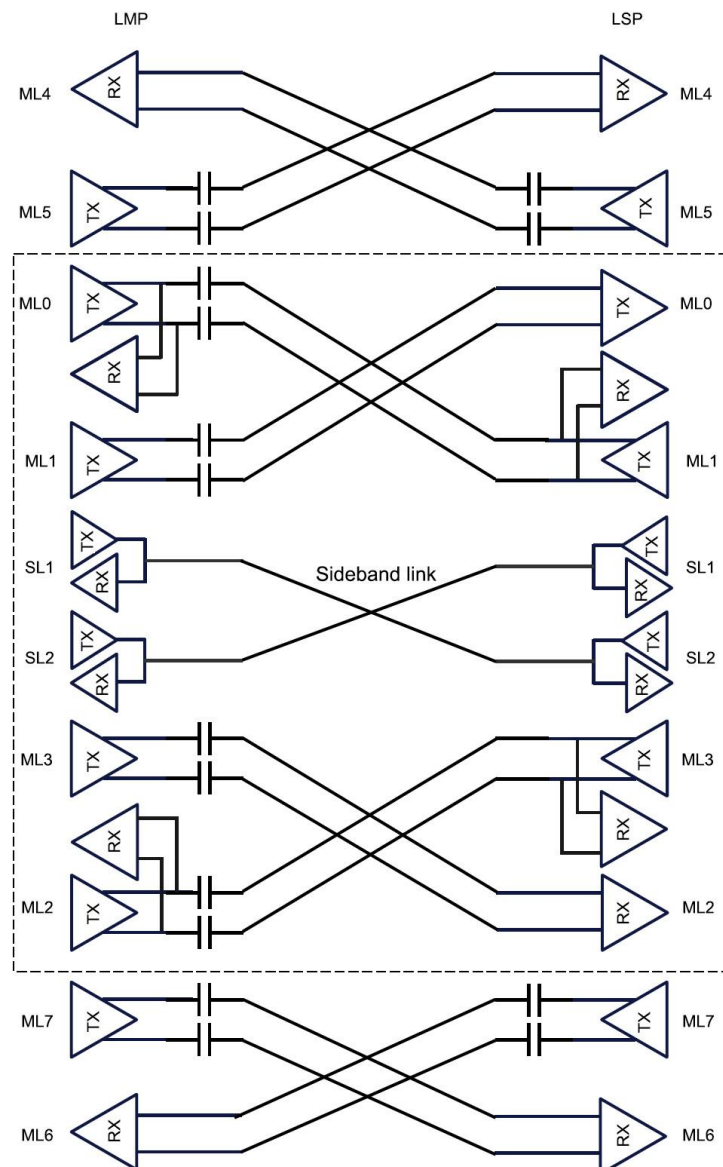 LMP LSP
ML4 RX RX ML4
ML5 TX TX ML5
ML0 TX TX ML0
RX RX
ML1 TX TX ML1
SL1 TX TX SL1
RX RX
Sideband link
SL2 TX TX SL2
RX RX
ML3 TX TX ML3
RX RX
ML2 TX RX ML2
ML7 TX TX ML7
ML6 RX RX ML6